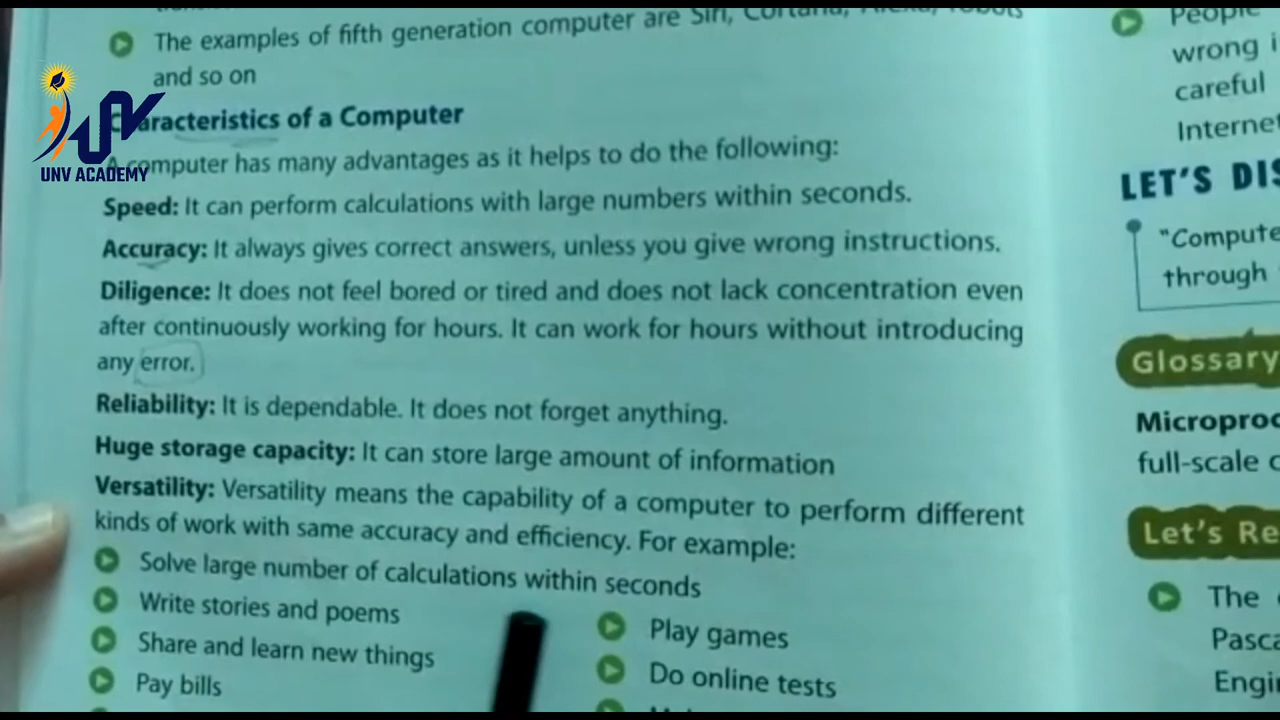 The examples of fifth generation computer are Siri, Cortana, Alexa, robots
and so on
Characteristics of a Computer
A computer has many advantages as it helps to do the following:
Speed: It can perform calculations with large numbers within seconds.
Accuracy: It always gives correct answers, unless you give wrong instructions.
Diligence: It does not feel bored or tired and does not lack concentration even
after continuously working for hours. It can work for hours without introducing
any error.
Reliability: It is dependable. It does not forget anything.
Huge storage capacity: It can store large amount of information
Versatility: Versatility means the capability of a computer to perform different
kinds of work with same accuracy and efficiency. For example:
Solve large number of calculations within seconds
Write stories and poems
Share and learn new things
Pay bills
Play games
Do online tests
UNV ACADEMY
People
wrong i
careful
Internet
LET'S DIS
"Compute
through
Glossary
Microproc
full-scale c
Let's Re
The
Pasca
Engi